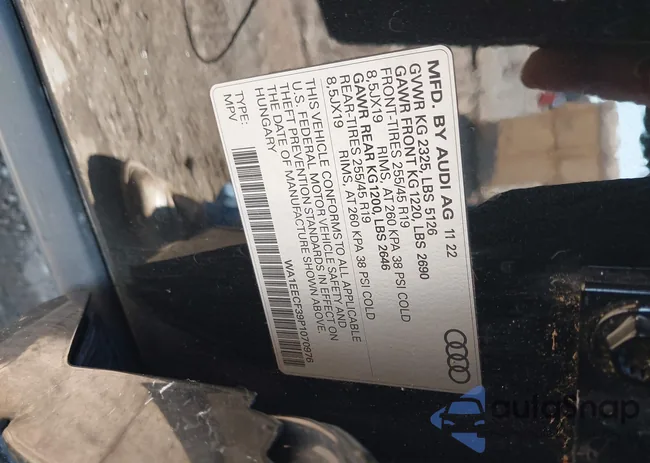 MFD. BY AUDI AG 11 22
GVWR KG 2325, LBS 5126
GAWR FRONT KG 1220, LBS 2690
FRONT-TIRES 255/45 R19
8,5JX19 RIMS, AT 260 KPA 38 PSI COLD
GAWR REAR KG 1200, LBS 2646
REAR-TIRES 255/45 R19
8,5JX19 RIMS, AT 260 KPA 38 PSI COLD
THIS VEHICLE CONFORMS TO ALL APPLICABLE
U.S. FEDERAL MOTOR VEHICLE SAFETY AND
THEFT PREVENTION STANDARDS IN EFFECT ON
THE DATE OF MANUFACTURE SHOWN ABOVE.
HUNGARY
WA1EECF39P1070976
TYPE:
MPV
autoSnap